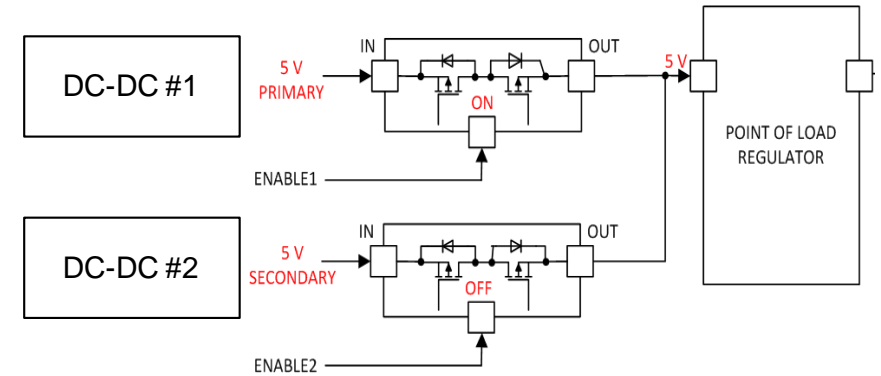 DC-DC #1
5 V
PRIMARY
IN
OUT
ON
ENABLE1
5 V
POINT OF LOAD
REGULATOR
DC-DC #2
5 V
SECONDARY
IN
OUT
OFF
ENABLE2